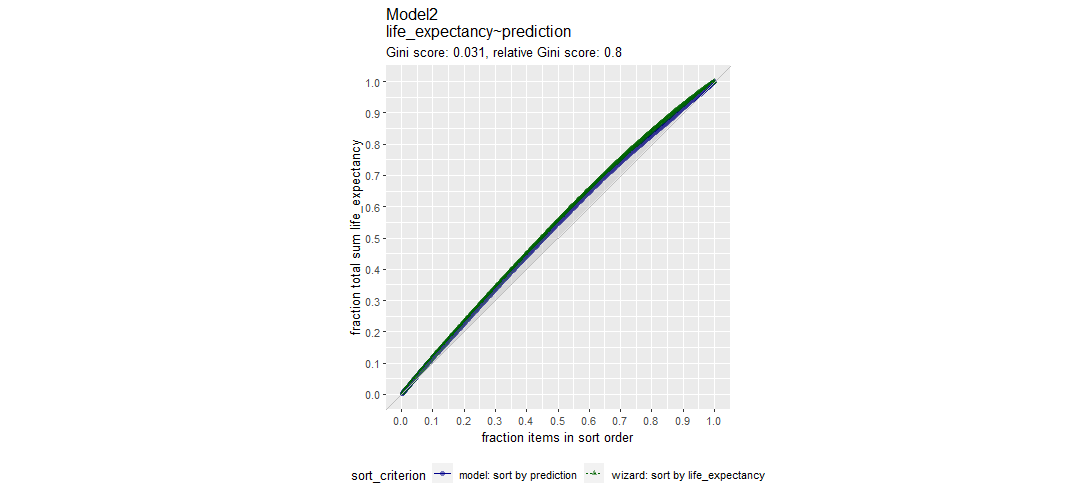 Model2
life_expectancy~prediction
Gini score: 0.031, relative Gini score: 0.8
fraction total sum life_expectancy
1.0
0.9
0.8
0.7
0.6
0.5
0.4
0.3
0.2
0.1
0.0
0.0 0.1 0.2 0.3 0.4 0.5 0.6 0.7 0.8 0.9 1.0
fraction items in sort order
sort_criterion model: sort by prediction wizard: sort by life_expectancy